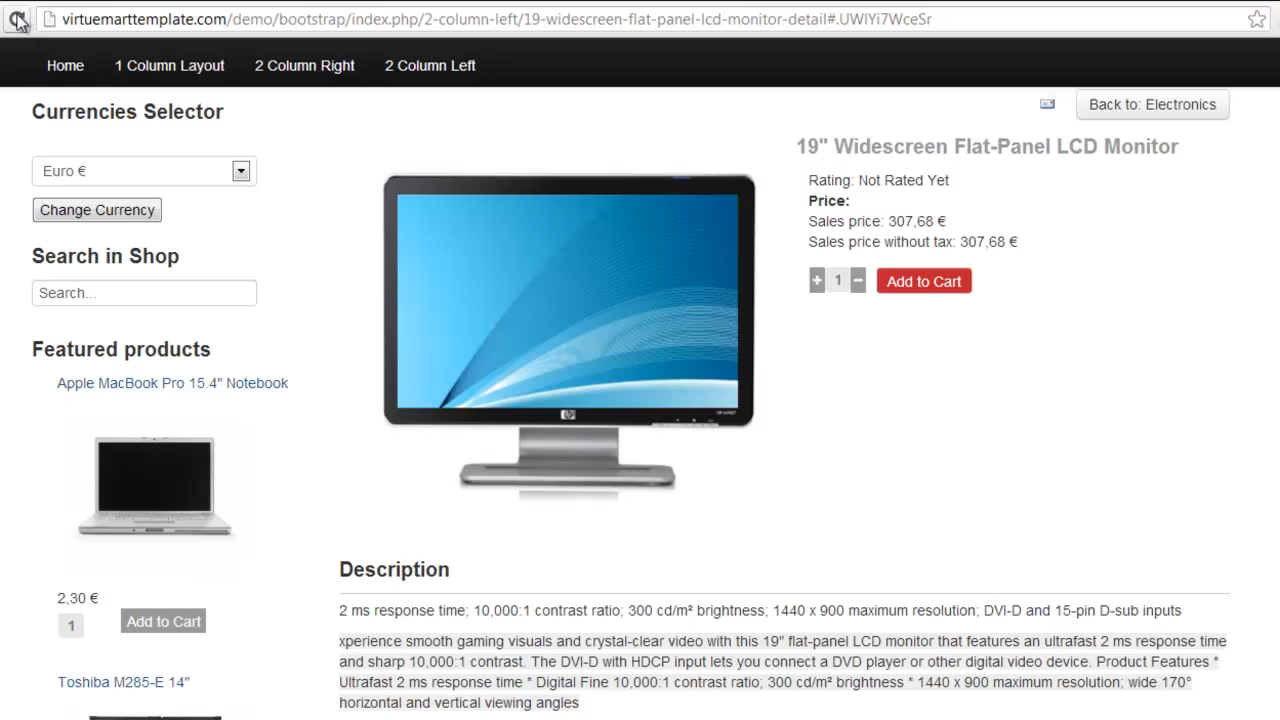 virtuemarttemplate.com/demo/bootstrap/index.php/2-column-left/19-widescreen-flat-panel-lcd-monitor-detail#.UWlYi7WceSr
Home 1 Column Layout 2 Column Right 2 Column Left
Currencies Selector
Euro €
Change Currency
Search in Shop
Search...
Featured products
Apple MacBook Pro 15.4" Notebook
2,30 €
1 Add to Cart
Toshiba M285-E 14"
Back to: Electronics
19" Widescreen Flat-Panel LCD Monitor
Rating: Not Rated Yet
Price:
Sales price: 307,68 €
Sales price without tax: 307,68 €
+ 1 − Add to Cart
hp
Description
2 ms response time; 10,000:1 contrast ratio; 300 cd/m² brightness; 1440 x 900 maximum resolution; DVI-D and 15-pin D-sub inputs
xperience smooth gaming visuals and crystal-clear video with this 19" flat-panel LCD monitor that features an ultrafast 2 ms response time
and sharp 10,000:1 contrast. The DVI-D with HDCP input lets you connect a DVD player or other digital video device. Product Features *
Ultrafast 2 ms response time * Digital Fine 10,000:1 contrast ratio; 300 cd/m² brightness * 1440 x 900 maximum resolution; wide 170°
horizontal and vertical viewing angles